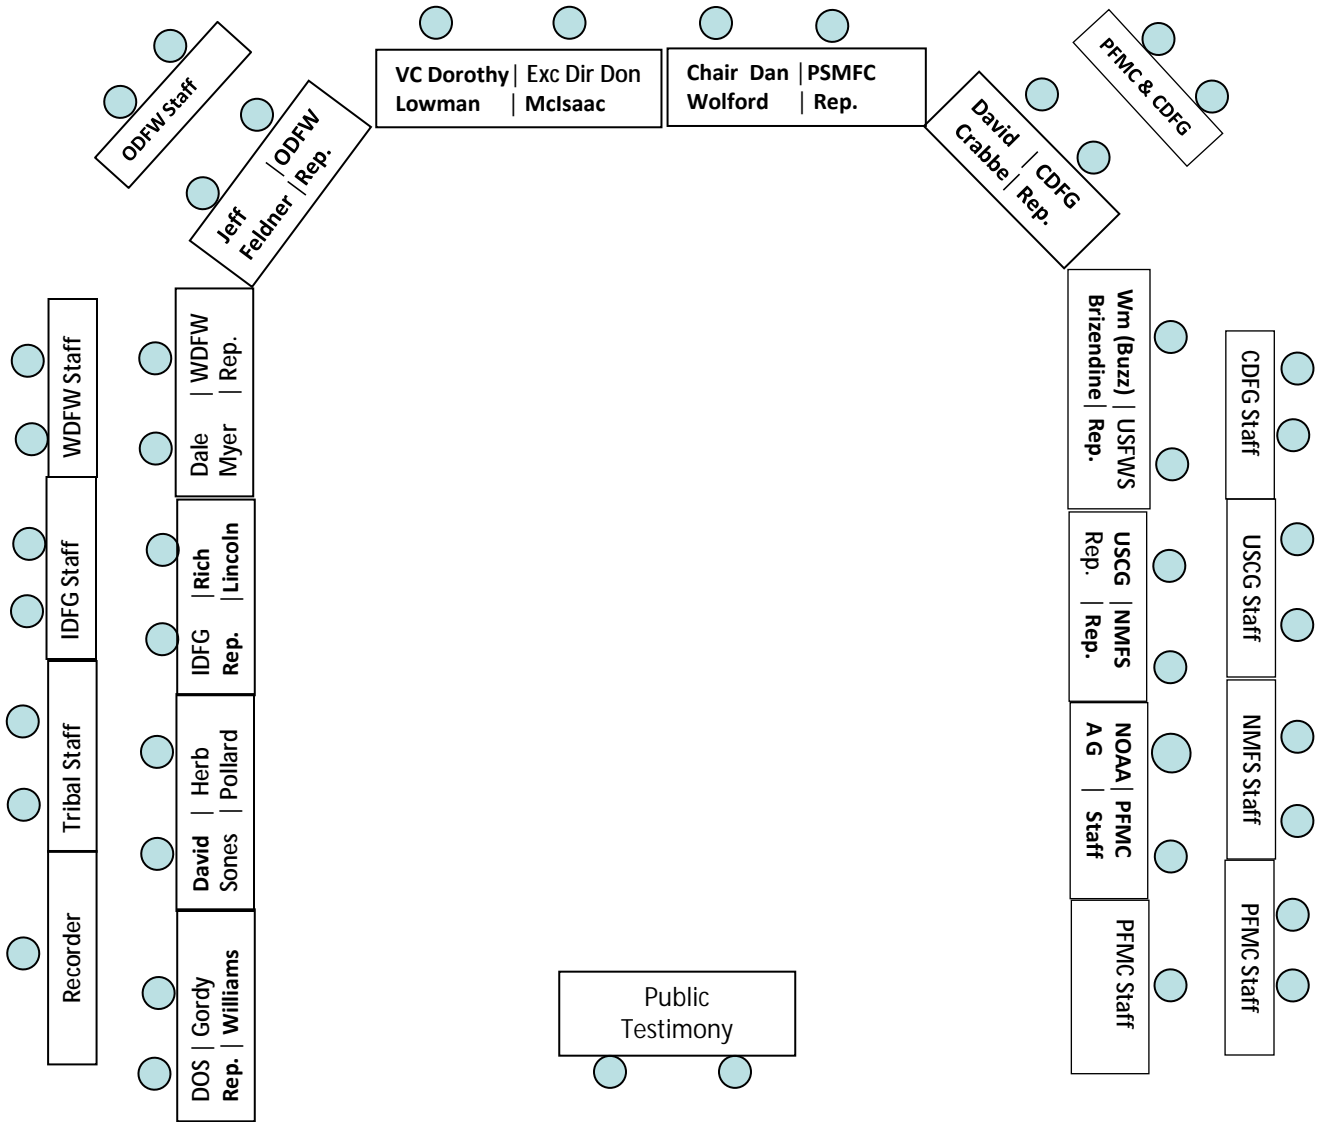 VC Dorothy | Exc Dir Don
Lowman | McIsaac
Chair Dan | PSMFC
Wolford | Rep.
ODFW Staff
Jeff | ODFW
Feldner | Rep.
David | CDFG
Crabbe | Rep.
PFMC & CDFG
WDFW Staff
IDFG Staff
Tribal Staff
Recorder
Dale | WDFW
Myer | Rep.
IDFG | Rich
Rep. | Lincoln
David | Herb
Sones | Pollard
DOS | Gordy
Rep. | Williams
Wm (Buzz) | USFWS
Brizendine | Rep.
USCG | NMFS
Rep. | Rep.
NOAA | PFMC
AG | Staff
PFMC Staff
CDFG Staff
USCG Staff
NMFS Staff
PFMC Staff
Public
Testimony